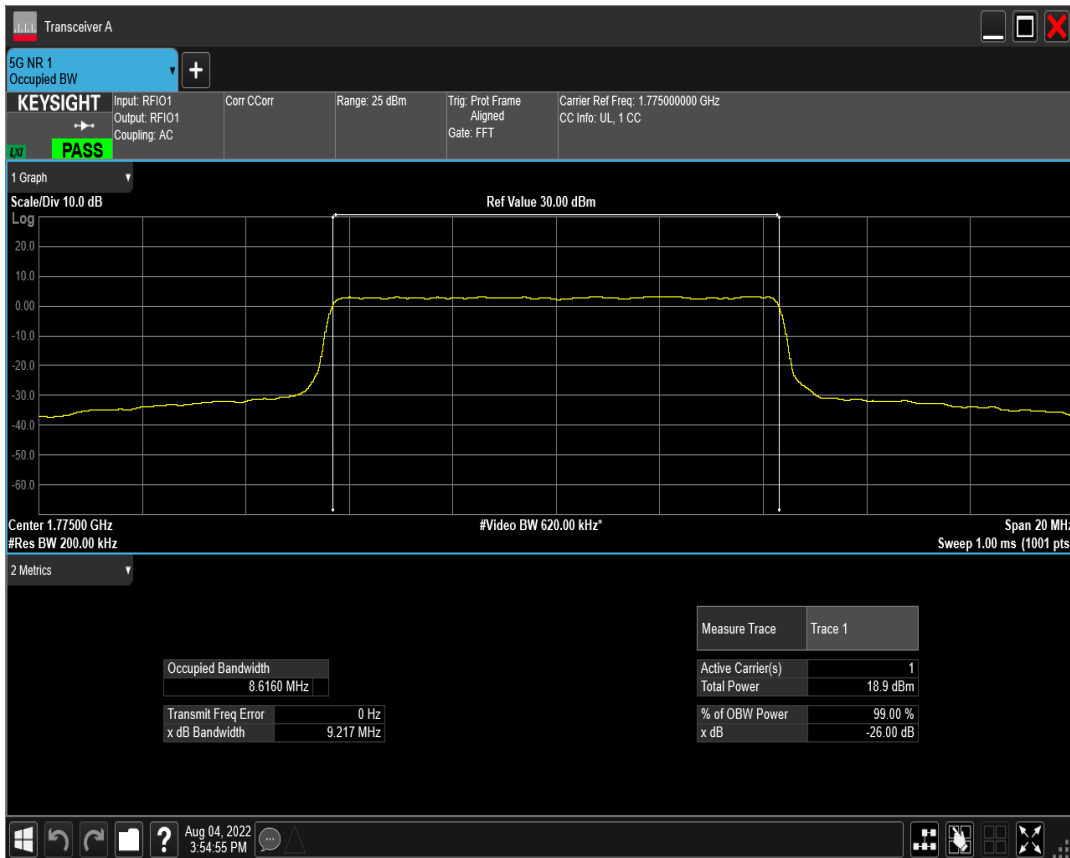 Transceiver A
5G NR 1
Occupied BW
KEYSIGHT
LXI
PASS
Input: RFIO1
Output: RFIO1
Coupling: AC
Corr CCorr
Range: 25 dBm
Trig: Prot Frame
Aligned
Gate: FFT
Carrier Ref Freq: 1.775000000 GHz
CC Info: UL, 1 CC
1 Graph
Scale/Div 10.0 dB
Ref Value 30.00 dBm
Log
20.0
10.0
0.00
-10.0
-20.0
-30.0
-40.0
-50.0
-60.0
Center 1.77500 GHz
#Video BW 620.00 kHz*
Span 20 MHz
#Res BW 200.00 kHz
Sweep 1.00 ms (1001 pts
2 Metrics
Measure Trace Trace 1
Occupied Bandwidth
8.6160 MHz
Active Carrier(s) 1
Total Power 18.9 dBm
Transmit Freq Error 0 Hz
x dB Bandwidth 9.217 MHz
% of OBW Power 99.00 %
x dB -26.00 dB
?
Aug 04, 2022
3:54:55 PM